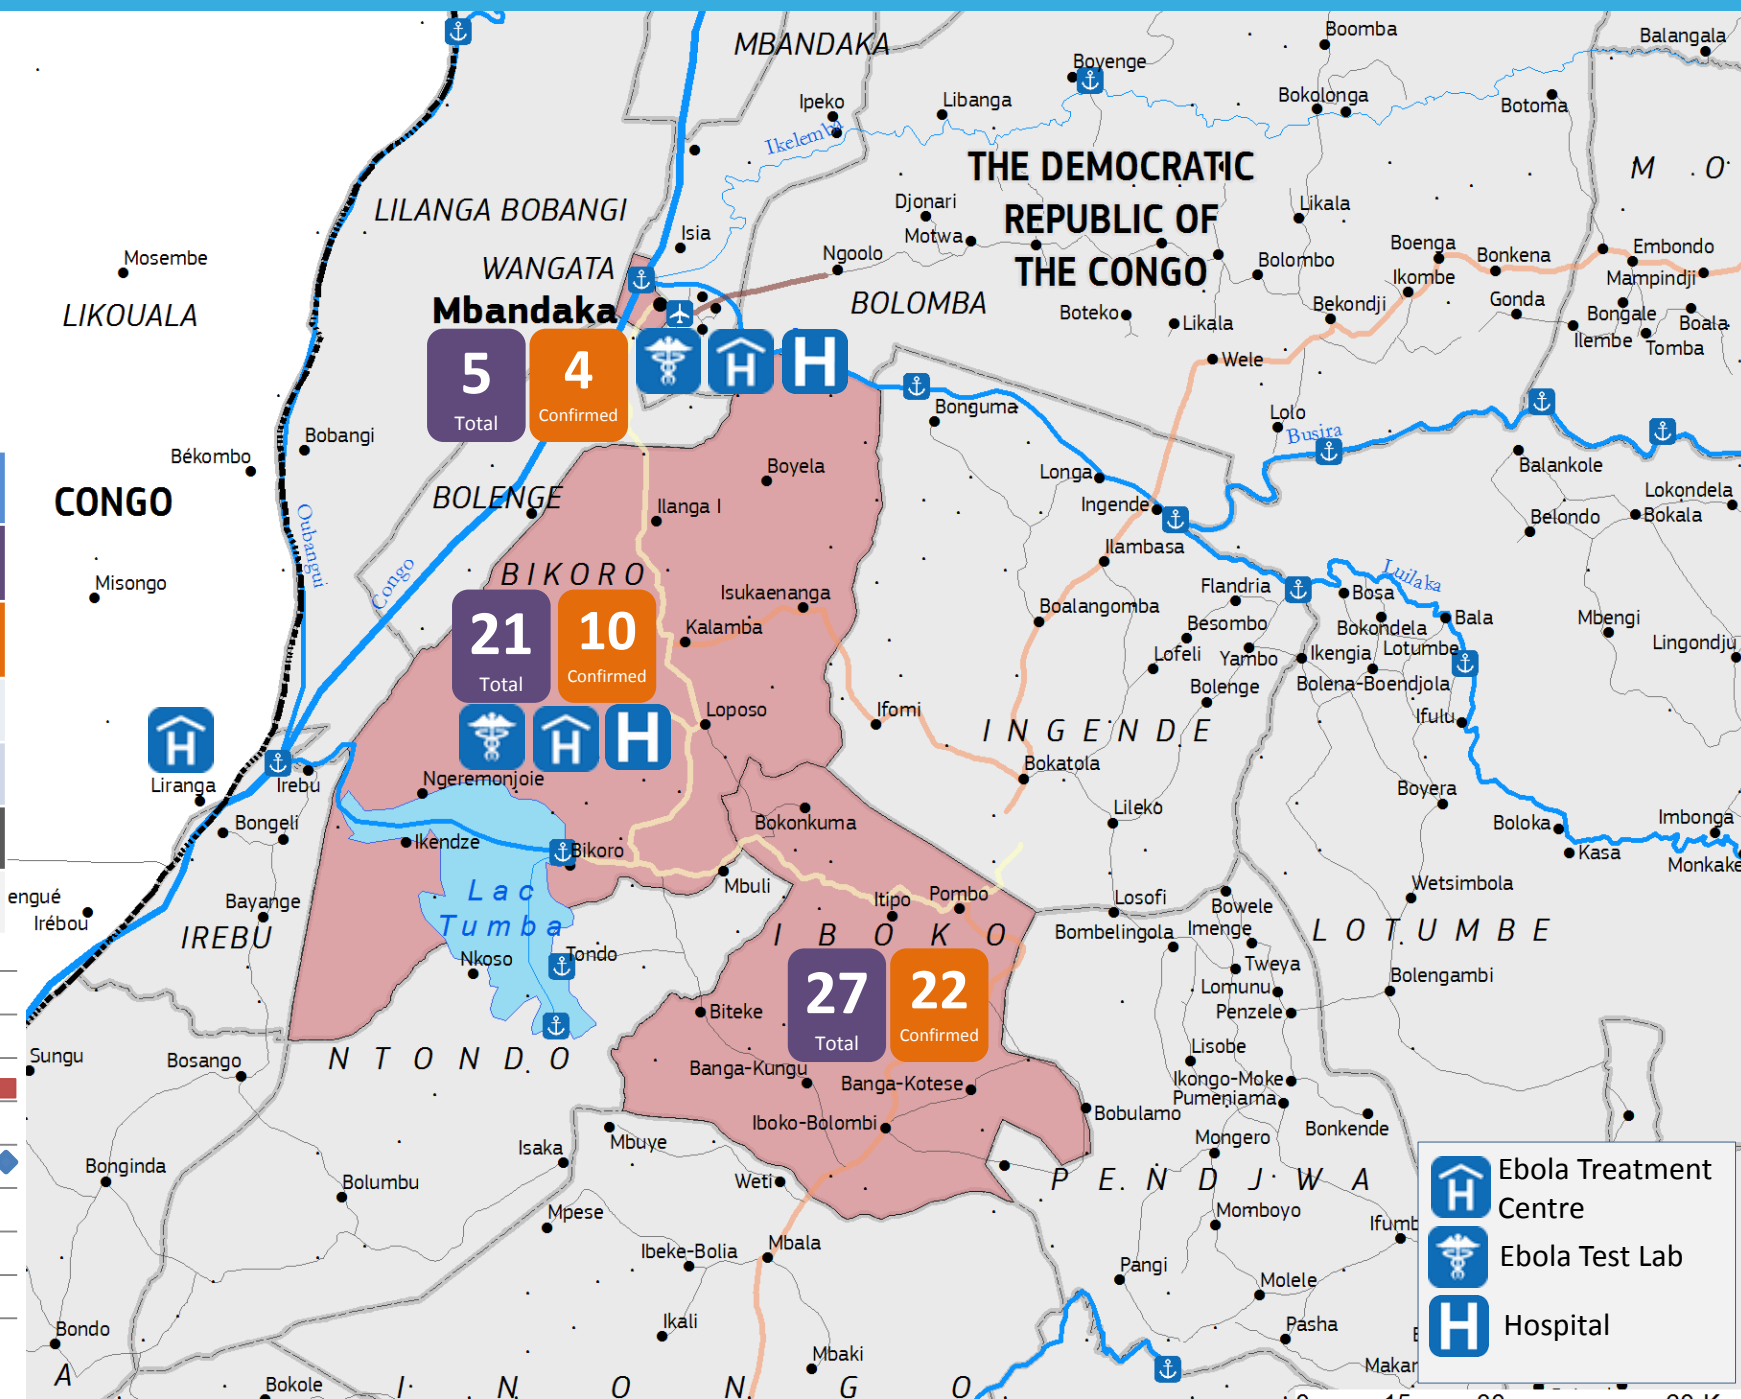 MBANDAKA
Boomba
Balangala
Boyenge
Ipeko
Libanga
Bokolonga
Botoma
Ikelemba
THE DEMOCRATIC
REPUBLIC OF
THE CONGO
M . O
LILANGA BOBANGI
Djonari
Motwa
Likala
Isia
Mosembe
WANGATA
Ngoolo
Bolombo
Boenga
Bonkena
Embondo
Ikombe
Mampindji
LIKOUALA
Mbandaka
BOLOMBA
Boteko
Likala
Bekondji
Gonda
Bongale
Boala
Ilembe
Tomba
5
Total
4
Confirmed
H
H
Wele
Bonguma
Lolo
Busira
Bobangi
Békombo
Boyela
Longa
Balankole
CONGO
BOLENGE
Ilanga I
Ingende
Lokondela
Belondo
Bokala
Oubangui
Congo
Ilambasa
Luilaka
BIKORO
Misongo
Isukaenanga
Flandria
Bosa
Boalangomba
Besombo
Bokondela
Bala
Mbengi
21
Total
10
Confirmed
Kalamba
Lofeli
Yambo
Ikengia
Lotumbe
Lingondju
Bolenge
Bolena-Boendjola
Loposo
Ifomi
Ifulu
H
H
H
INGENDE
Liranga
Irebu
Ngeremonjoie
Bokatola
Boyera
Bongeli
Ikendze
Bikoro
Bokonkuma
Lileko
Boloka
Imbonga
Kasa
Monkake
Lac
Tumba
Mbuli
engué
Irébou
Bayange
Itipo
Pombo
Losofi
Bowele
Wetsimbola
IREBU
IBOKO
Bombelingola
Imenge
LOTUMBE
Nkoso
Tondo
Tweya
Bolengambi
27
Total
22
Confirmed
Lomunu
Penzele
Biteke
Sungu
Bosango
NTONDO
Banga-Kungu
Banga-Kotese
Lisobe
Ikongo-Moke
Pumeniama
Iboko-Bolombi
Bobulamo
Isaka
Mbuye
Mongero
Bonkende
Bonginda
Bolumbu
Weti
PENDJWA
Mpese
Momboyo
Ifumb
Ibeke-Bolia
Mbala
Pangi
Molele
Bondo
Ikali
Pasha
Mbaki
Makar
A
Bokole
INONGO
H
Ebola Treatment
Centre
Ebola Test Lab
H
Hospital